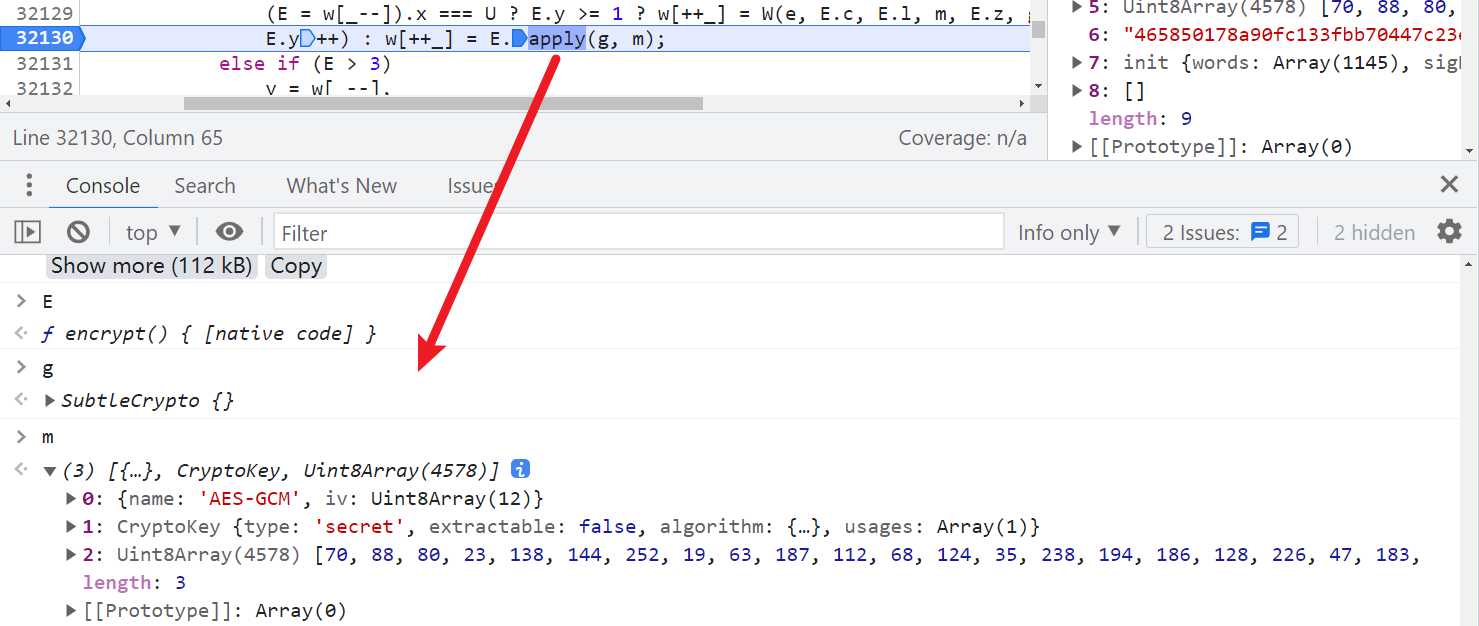 32129 (E = w[_--]).x === U ? E.y >= 1 ? w[++_] = W(e, E.c, E.l, m, E.z,
5: Uint8Array(4578) [70, 88, 80,
32130 E.y++) : w[++_] = E.apply(g, m);
6: "465850178a90fc133fbb70447c23
32131 else if (E > 3)
7: init {words: Array(1145), sig
32132 v = w[_--],
8: []
length: 9
[[Prototype]]: Array(0)
Line 32130, Column 65 Coverage: n/a
Console Search What's New Issues
top Filter Info only 2 Issues: 2 2 hidden
Show more (112 kB) Copy
E
f encrypt() { [native code] }
g
SubtleCrypto {}
m
(3) [{…}, CryptoKey, Uint8Array(4578)] i
0: {name: 'AES-GCM', iv: Uint8Array(12)}
1: CryptoKey {type: 'secret', extractable: false, algorithm: {…}, usages: Array(1)}
2: Uint8Array(4578) [70, 88, 80, 23, 138, 144, 252, 19, 63, 187, 112, 68, 124, 35, 238, 194, 186, 128, 226, 47, 183,
length: 3
[[Prototype]]: Array(0)